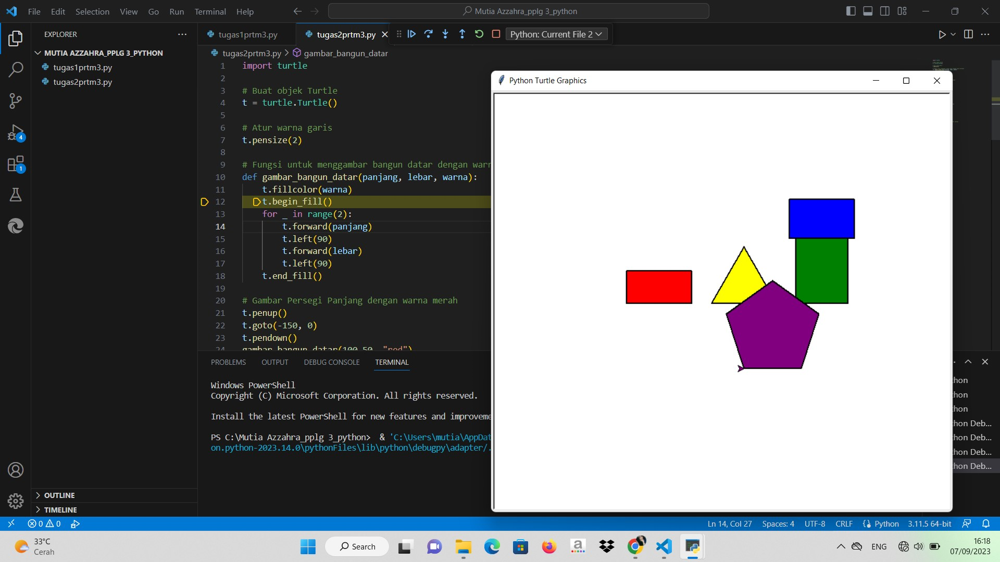 File Edit Selection View Go Run Terminal Help
Mutia Azzahra_pplg 3_python
EXPLORER
MUTIA AZZAHRA_PPLG 3_PYTHON
tugas1prtm3.py
tugas2prtm3.py
4
1
OUTLINE
TIMELINE
tugas1prtm3.py tugas2prtm3.py
Python: Current File 2
tugas2prtm3.py > gambar_bangun_datar
1 import turtle
2
3 # Buat objek Turtle
4 t = turtle.Turtle()
5
6 # Atur warna garis
7 t.pensize(2)
8
9 # Fungsi untuk menggambar bangun datar dengan
10 def gambar_bangun_datar(panjang, lebar, warna):
11 t.fillcolor(warna)
12 t.begin_fill()
13 for _ in range(2):
14 t.forward(panjang)
15 t.left(90)
16 t.forward(lebar)
17 t.left(90)
18 t.end_fill()
19
20 # Gambar Persegi Panjang dengan warna merah
21 t.penup()
22 t.goto(-150, 0)
23 t.pendown()
24 gambar_bangun_datar(100,50, "red")
Python Turtle Graphics
PROBLEMS OUTPUT DEBUG CONSOLE TERMINAL
Windows PowerShell
Copyright (C) Microsoft Corporation. All rights reserved.
Install the latest PowerShell for new features and improveme
PS C:\Mutia Azzahra_pplg 3_python> & 'C:\Users\mutia\AppDat
on.python-2023.14.0\pythonFiles\lib\python\debugpy\adapter/.
hon
hon
hon
hon Deb...
hon Deb...
hon Deb...
hon Deb...
0 0
Ln 14, Col 27 Spaces: 4 UTF-8 CRLF Python 3.11.5 64-bit
33°C
Cerah
Search
a
ENG
16:18
07/09/2023